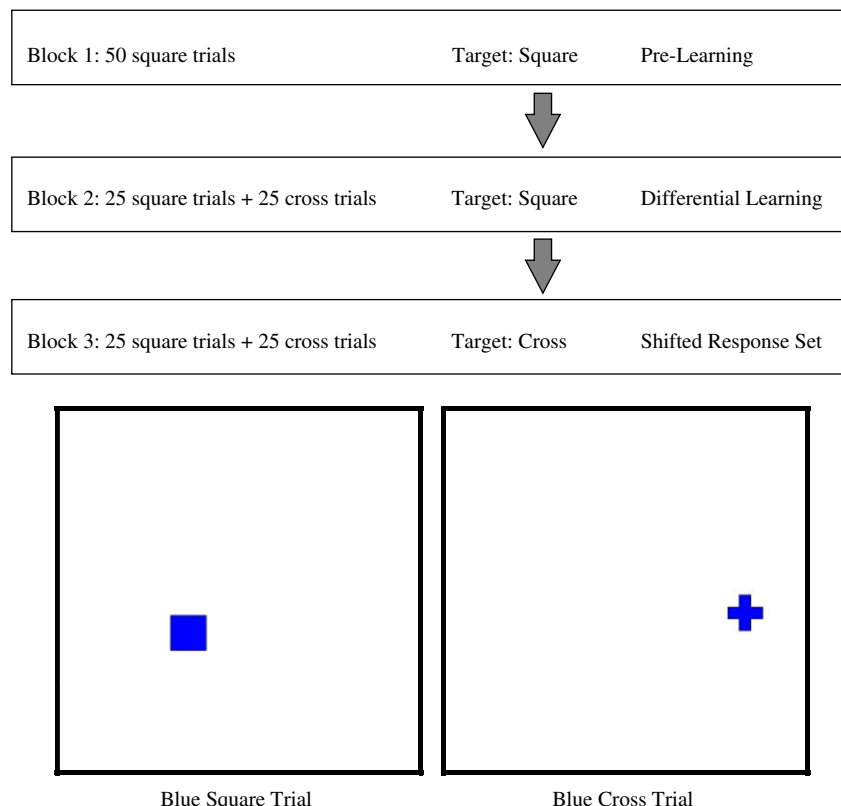 Block 1: 50 square trials Target: Square Pre-Learning
Block 2: 25 square trials + 25 cross trials Target: Square Differential Learning
Block 3: 25 square trials + 25 cross trials Target: Cross Shifted Response Set
Blue Square Trial Blue Cross Trial